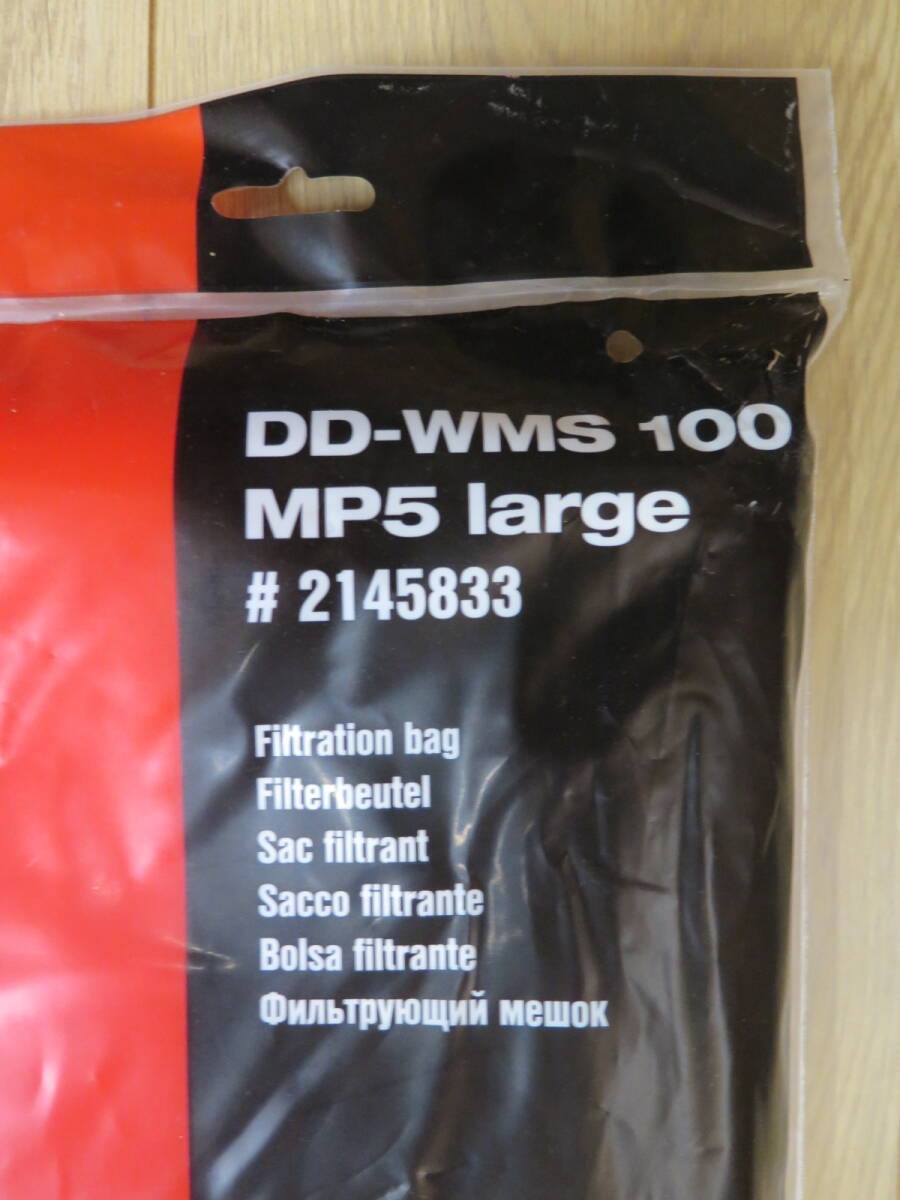 DD-WMS 100
MP5 large
# 2145833
Filtration bag
Filterbeutel
Sac filtrant
Sacco filtrante
Bolsa filtrante
Фильтрующий мешок